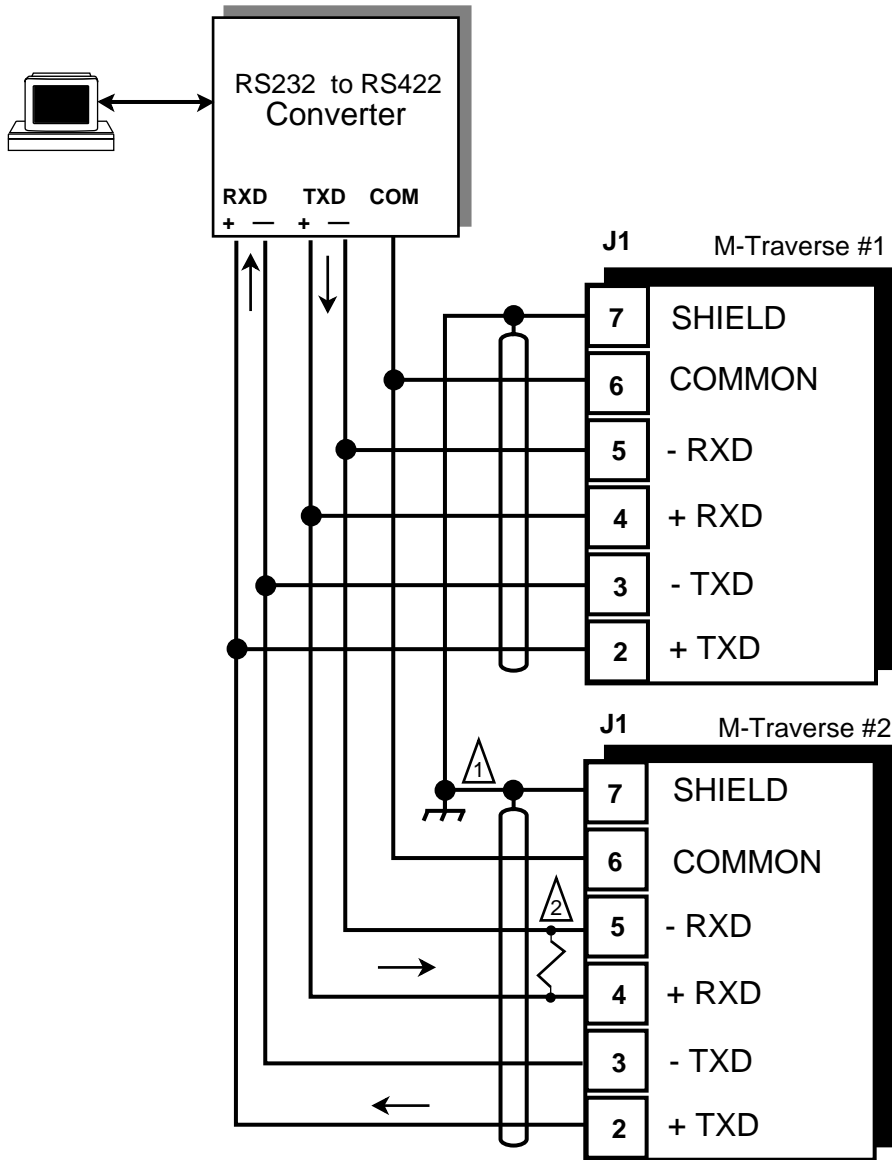 RS232 to RS422
Converter
RXD TXD COM
+ — + —
J1 M-Traverse #1
7 SHIELD
6 COMMON
5 - RXD
4 + RXD
3 - TXD
2 + TXD
J1 M-Traverse #2
1
7 SHIELD
6 COMMON
2
5 - RXD
4 + RXD
3 - TXD
2 + TXD